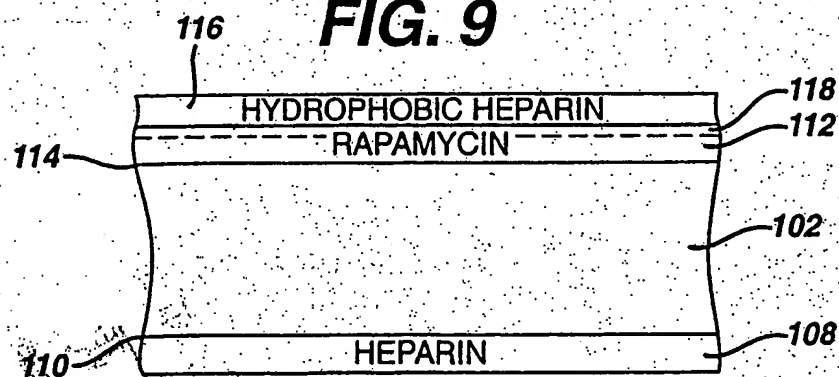 FIG. 9
116
HYDROPHOBIC HEPARIN
118
RAPAMYCIN
112
114
102
110
HEPARIN
108